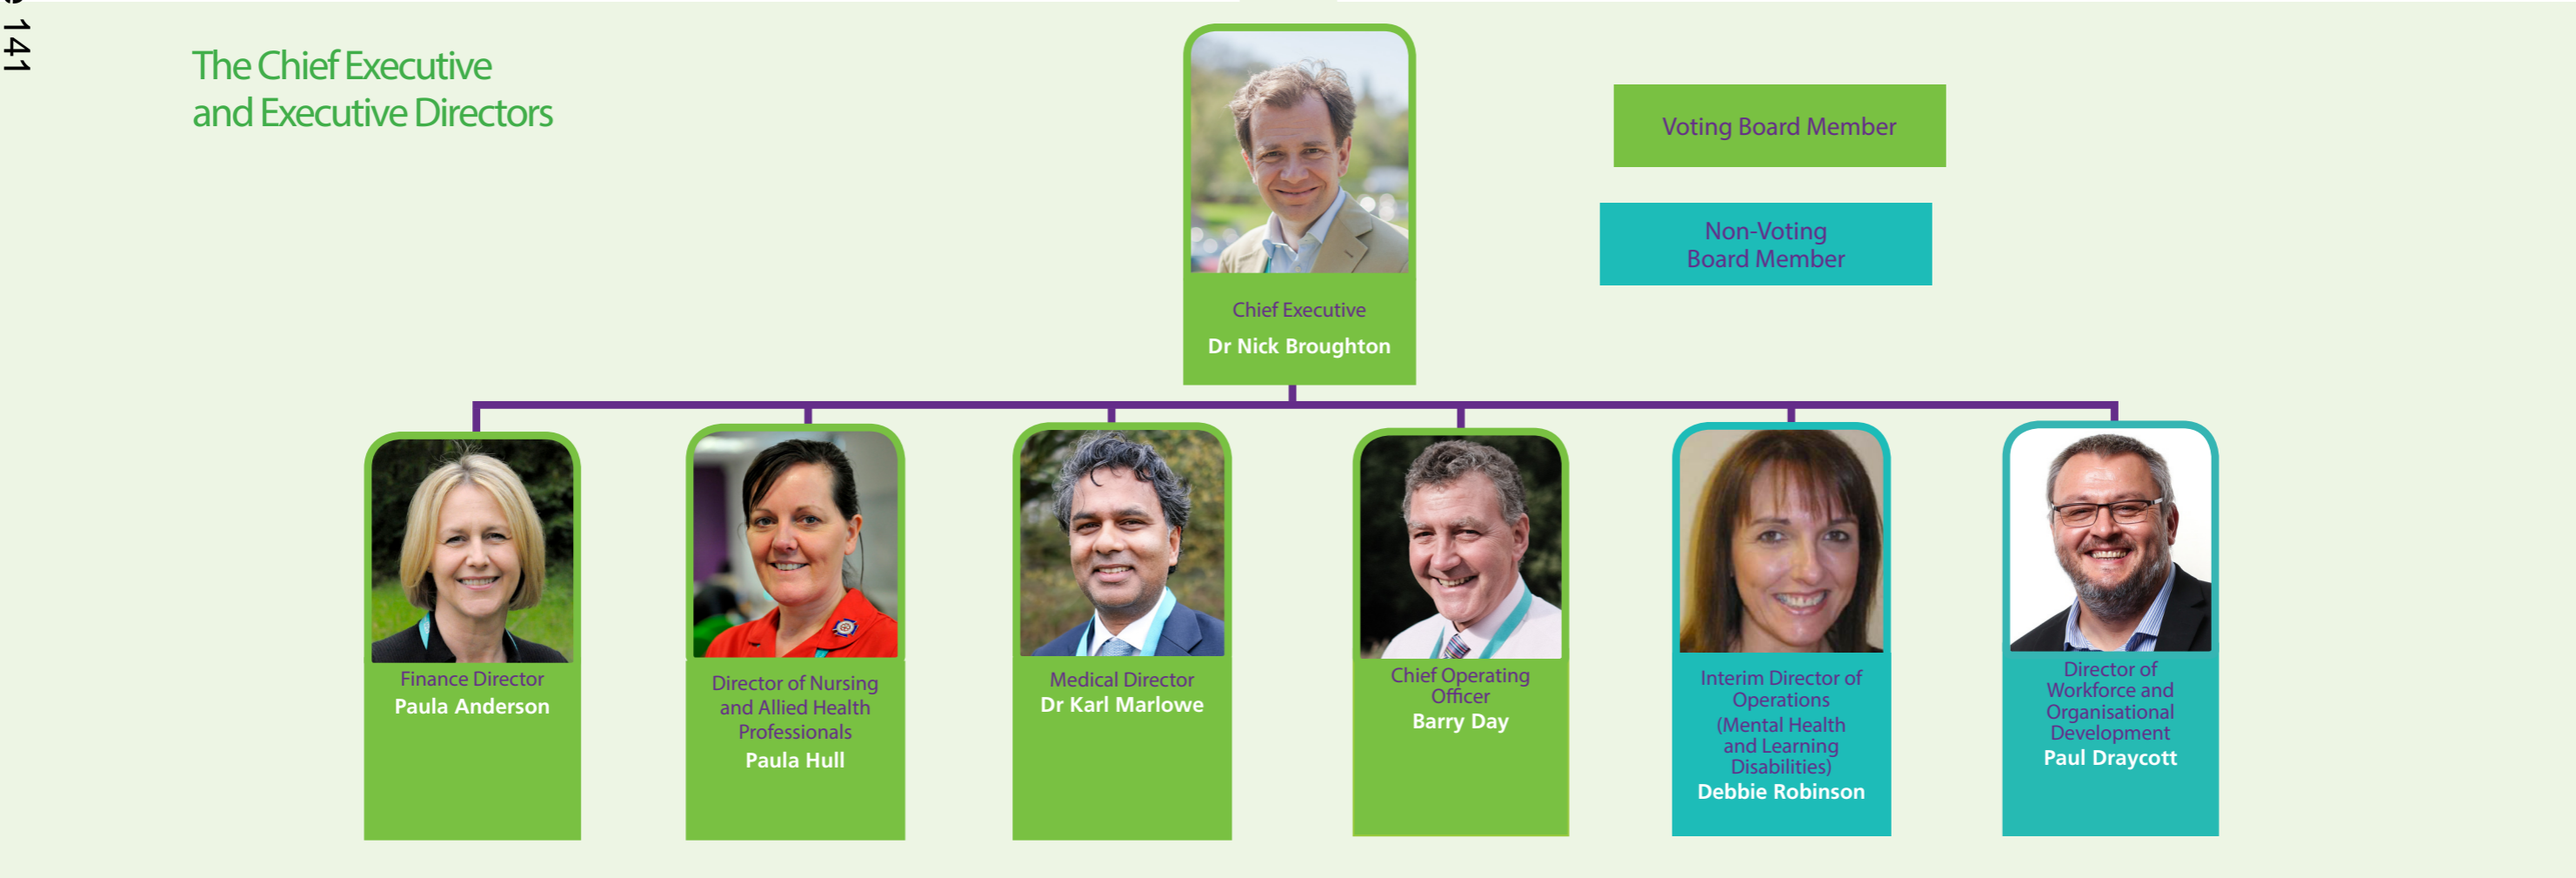 141
The Chief Executive
and Executive Directors
Voting Board Member
Non-Voting
Board Member
Chief Executive
Dr Nick Broughton
Finance Director
Paula Anderson
Director of Nursing
and Allied Health
Professionals
Paula Hull
Medical Director
Dr Karl Marlowe
Chief Operating
Officer
Barry Day
Interim Director of
Operations
(Mental Health
and Learning
Disabilities)
Debbie Robinson
Director of
Workforce and
Organisational
Development
Paul Draycott